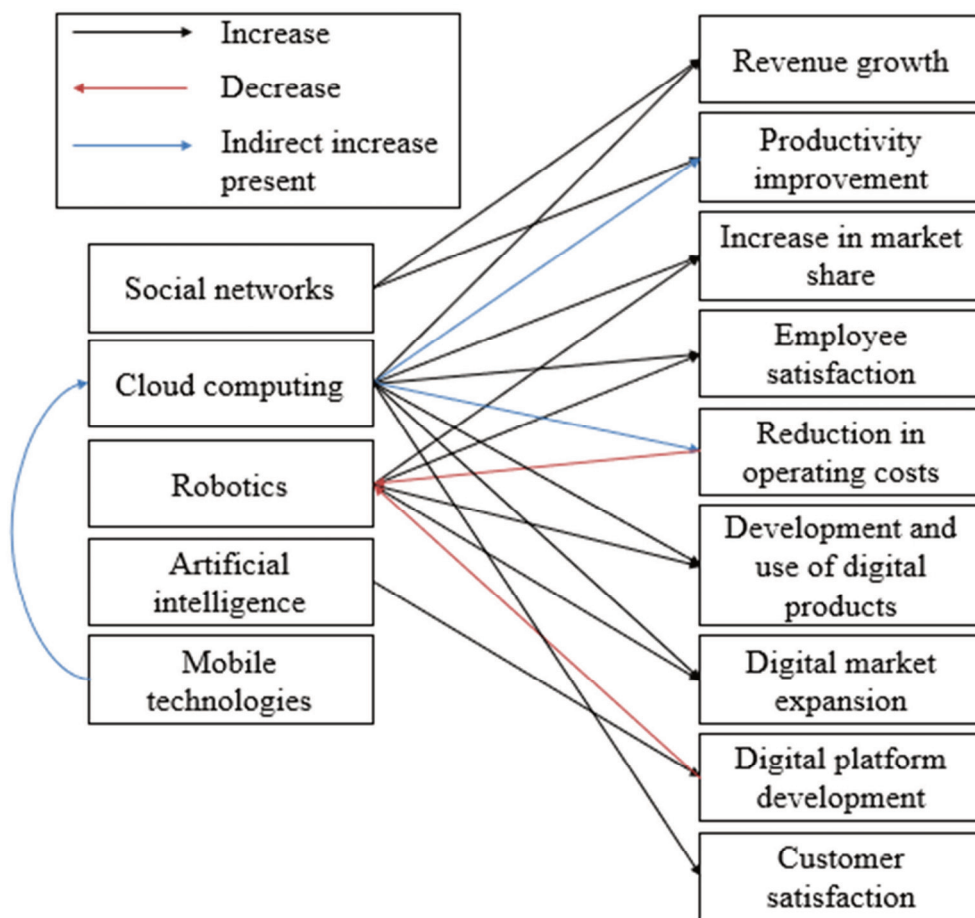 Increase
Decrease
Indirect increase
present
Social networks
Cloud computing
Robotics
Artificial
intelligence
Mobile
technologies
Revenue growth
Productivity
improvement
Increase in market
share
Employee
satisfaction
Reduction in
operating costs
Development and
use of digital
products
Digital market
expansion
Digital platform
development
Customer
satisfaction